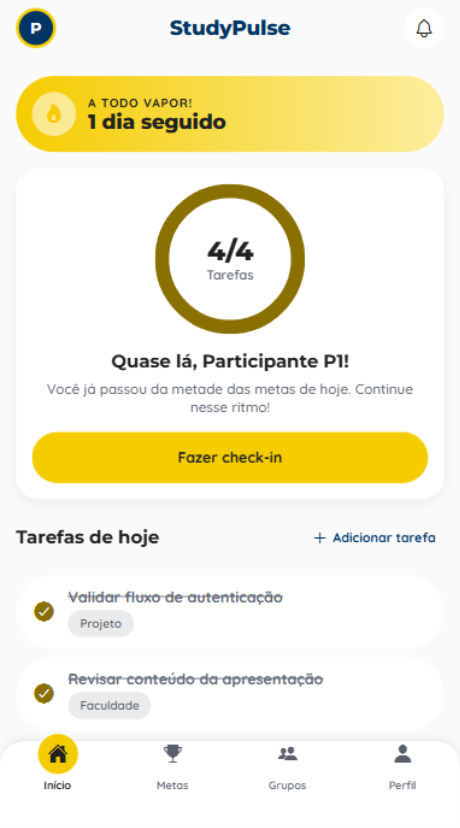 P
StudyPulse
A TODO VAPOR!
1 dia seguido
4/4
Tarefas
Quase lá, Participante P1!
Você já passou da metade das metas de hoje. Continue
nesse ritmo!
Fazer check-in
Tarefas de hoje
+ Adicionar tarefa
Validar fluxo de autenticação
Projeto
Revisar conteúdo da apresentação
Faculdade
Início
Metas
Grupos
Perfil